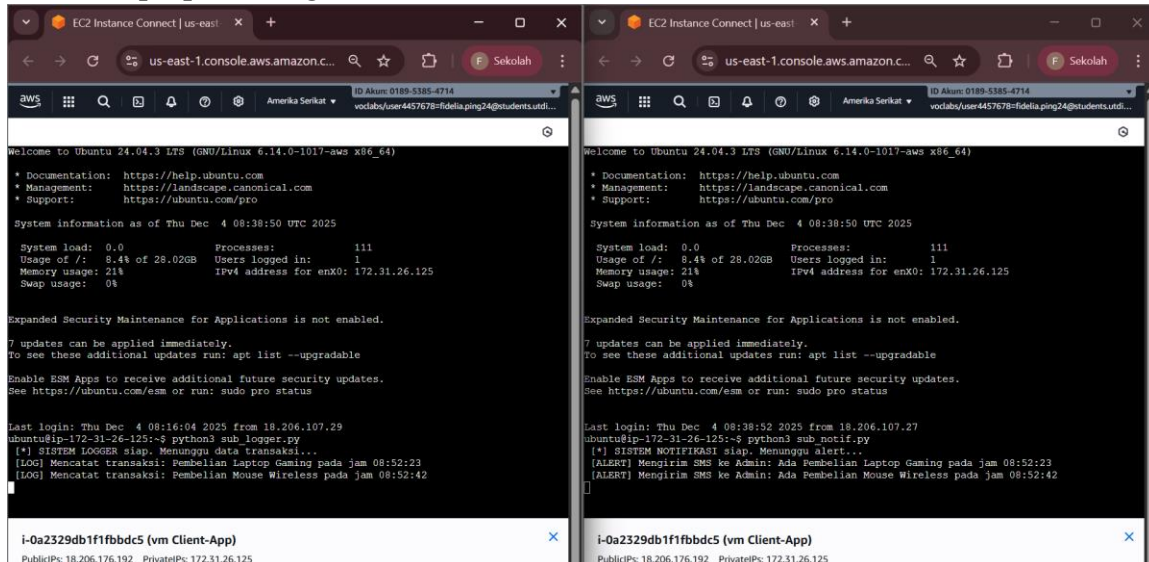 EC2 Instance Connect | us-east
us-east-1.console.aws.amazon.c...
F Sekolah
aws
Amerika Serikat
ID Akun: 0189-5385-4714
voclabs/user4457678=fidelia.ping24@students.utdi...
Welcome to Ubuntu 24.04.3 LTS (GNU/Linux 6.14.0-1017-aws x86_64)
* Documentation: https://help.ubuntu.com
* Management: https://landscape.canonical.com
* Support: https://ubuntu.com/pro
System information as of Thu Dec 4 08:38:50 UTC 2025
System load: 0.0 Processes: 111
Usage of /: 8.4% of 28.02GB Users logged in: 1
Memory usage: 21% IPv4 address for enX0: 172.31.26.125
Swap usage: 0%
Expanded Security Maintenance for Applications is not enabled.
7 updates can be applied immediately.
To see these additional updates run: apt list --upgradable
Enable ESM Apps to receive additional future security updates.
See https://ubuntu.com/esm or run: sudo pro status
Last login: Thu Dec 4 08:16:04 2025 from 18.206.107.29
ubuntu@ip-172-31-26-125:~$ python3 sub_logger.py
[*] SISTEM LOGGER siap. Menunggu data transaksi...
[LOG] Mencatat transaksi: Pembelian Laptop Gaming pada jam 08:52:23
[LOG] Mencatat transaksi: Pembelian Mouse Wireless pada jam 08:52:42
i-0a2329db1f1fbbdc5 (vm Client-App)
PublicIPs: 18.206.176.192 PrivateIPs: 172.31.26.125
EC2 Instance Connect | us-east
us-east-1.console.aws.amazon.c...
F Sekolah
aws
Amerika Serikat
ID Akun: 0189-5385-4714
voclabs/user4457678=fidelia.ping24@students.utdi...
Welcome to Ubuntu 24.04.3 LTS (GNU/Linux 6.14.0-1017-aws x86_64)
* Documentation: https://help.ubuntu.com
* Management: https://landscape.canonical.com
* Support: https://ubuntu.com/pro
System information as of Thu Dec 4 08:38:50 UTC 2025
System load: 0.0 Processes: 111
Usage of /: 8.4% of 28.02GB Users logged in: 1
Memory usage: 21% IPv4 address for enX0: 172.31.26.125
Swap usage: 0%
Expanded Security Maintenance for Applications is not enabled.
7 updates can be applied immediately.
To see these additional updates run: apt list --upgradable
Enable ESM Apps to receive additional future security updates.
See https://ubuntu.com/esm or run: sudo pro status
Last login: Thu Dec 4 08:38:52 2025 from 18.206.107.27
ubuntu@ip-172-31-26-125:~$ python3 sub_notif.py
[*] SISTEM NOTIFIKASI siap. Menunggu alert...
[ALERT] Mengirim SMS ke Admin: Ada Pembelian Laptop Gaming pada jam 08:52:23
[ALERT] Mengirim SMS ke Admin: Ada Pembelian Mouse Wireless pada jam 08:52:42
i-0a2329db1f1fbbdc5 (vm Client-App)
PublicIPs: 18.206.176.192 PrivateIPs: 172.31.26.125